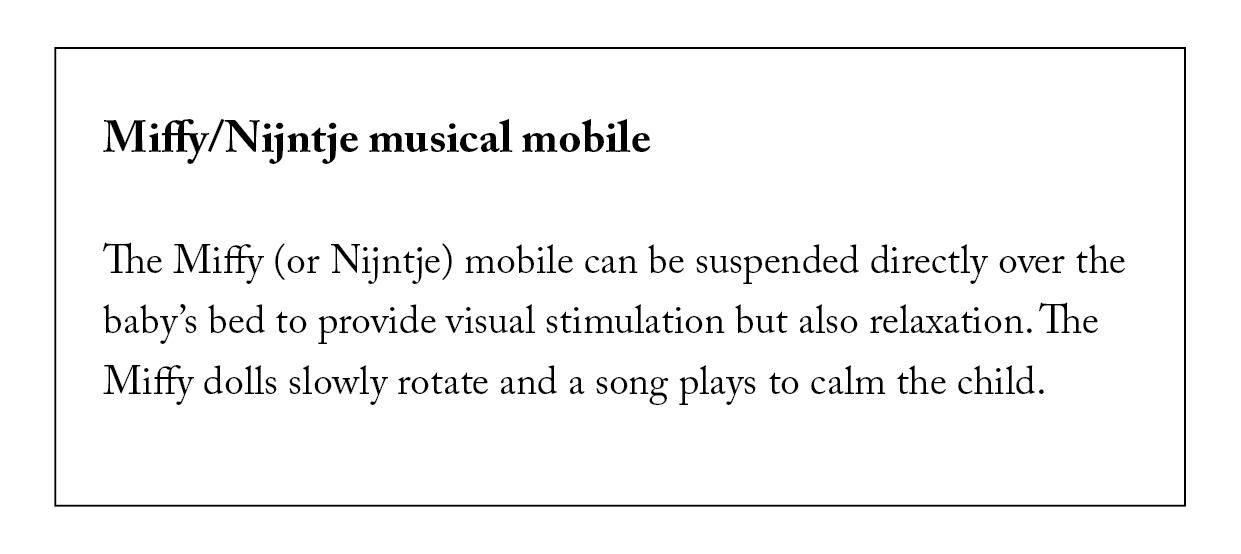 Miffy/Nijntje musical mobile
The Miffy (or Nijntje) mobile can be suspended directly over the
baby’s bed to provide visual stimulation but also relaxation. The
Miffy dolls slowly rotate and a song plays to calm the child.